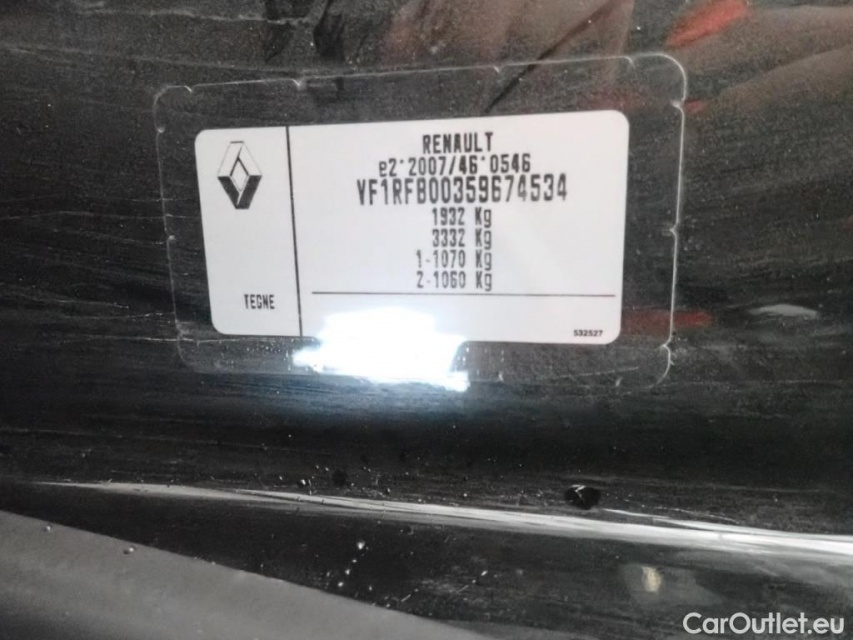 RENAULT
e2*2007/46*0546
VF1RFB00359674534
1932 Kg
3332 Kg
1-1070 Kg
2-1060 Kg
TEGNE
532527
CarOutlet.eu